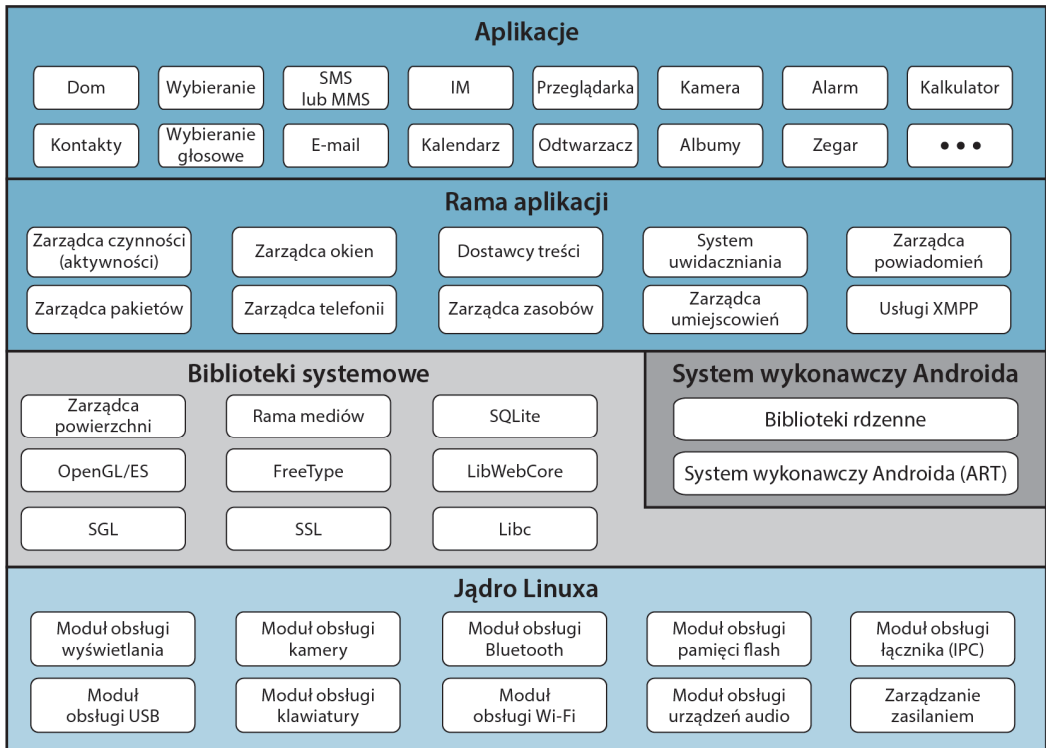 Aplikacje
Dom
Wybieranie
SMS
lub MMS
IM
Przeglądarka
Kamera
Alarm
Kalkulator
Kontakty
Wybieranie
głosowe
E-mail
Kalendarz
Odtwarzacz
Albumy
Zegar
•••
Rama aplikacji
Zarządca czynności
(aktywności)
Zarządca okien
Dostawcy treści
System
uwidaczniania
Zarządca
powiadomień
Zarządca pakietów
Zarządca telefonii
Zarządca zasobów
Zarządca
umiejscowień
Usługi XMPP
Biblioteki systemowe
Zarządca
powierzchni
Rama mediów
SQLite
OpenGL/ES
FreeType
LibWebCore
SGL
SSL
Libc
System wykonawczy Androida
Biblioteki rdzenne
System wykonawczy Androida (ART)
Jądro Linuxa
Moduł obsługi
wyświetlania
Moduł obsługi
kamery
Moduł obsługi
Bluetooth
Moduł obsługi
pamięci flash
Moduł obsługi
łącznika (IPC)
Moduł
obsługi USB
Moduł obsługi
klawiatury
Moduł
obsługi Wi-Fi
Moduł obsługi
urządzeń audio
Zarządzanie
zasilaniem